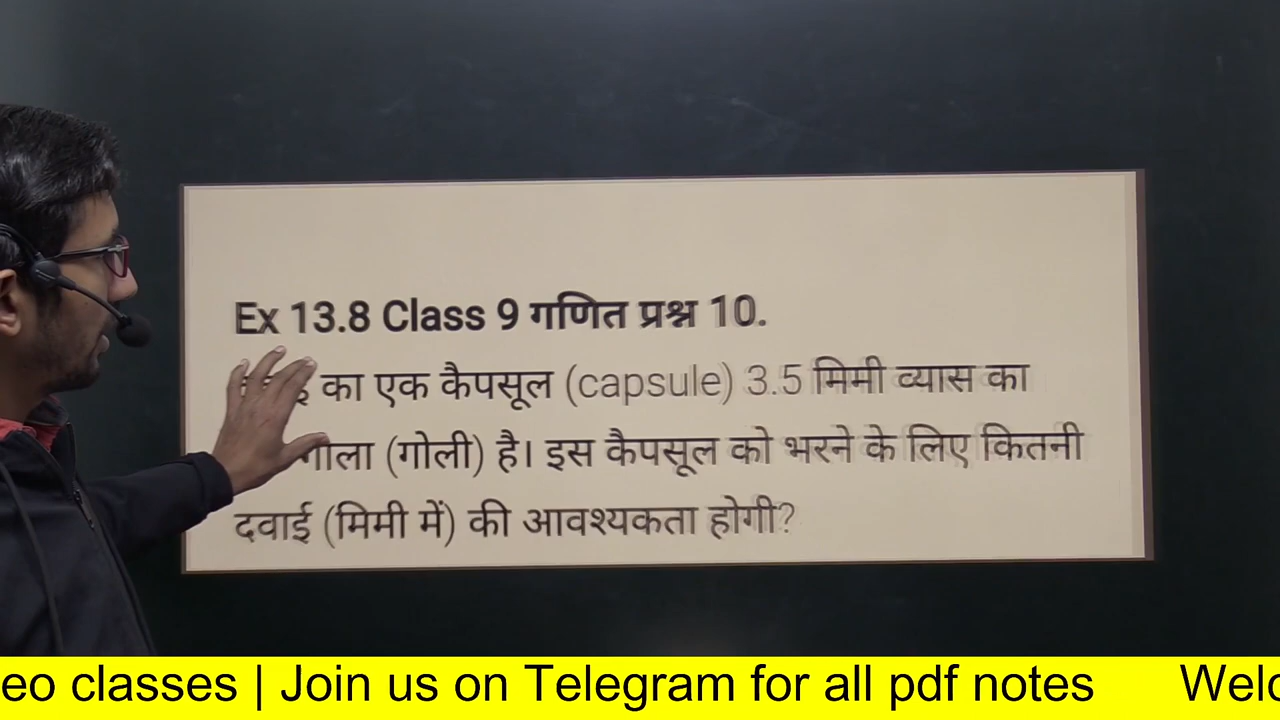 Ex 13.8 Class 9 गणित प्रश्न 10.
का एक कैपसूल (capsule) 3.5 मिमी व्यास का
गोला (गोली) है। इस कैपसूल को भरने के लिए कितनी
दवाई (मिमी में) की आवश्यकता होगी?
eo classes | Join us on Telegram for all pdf notes Welc